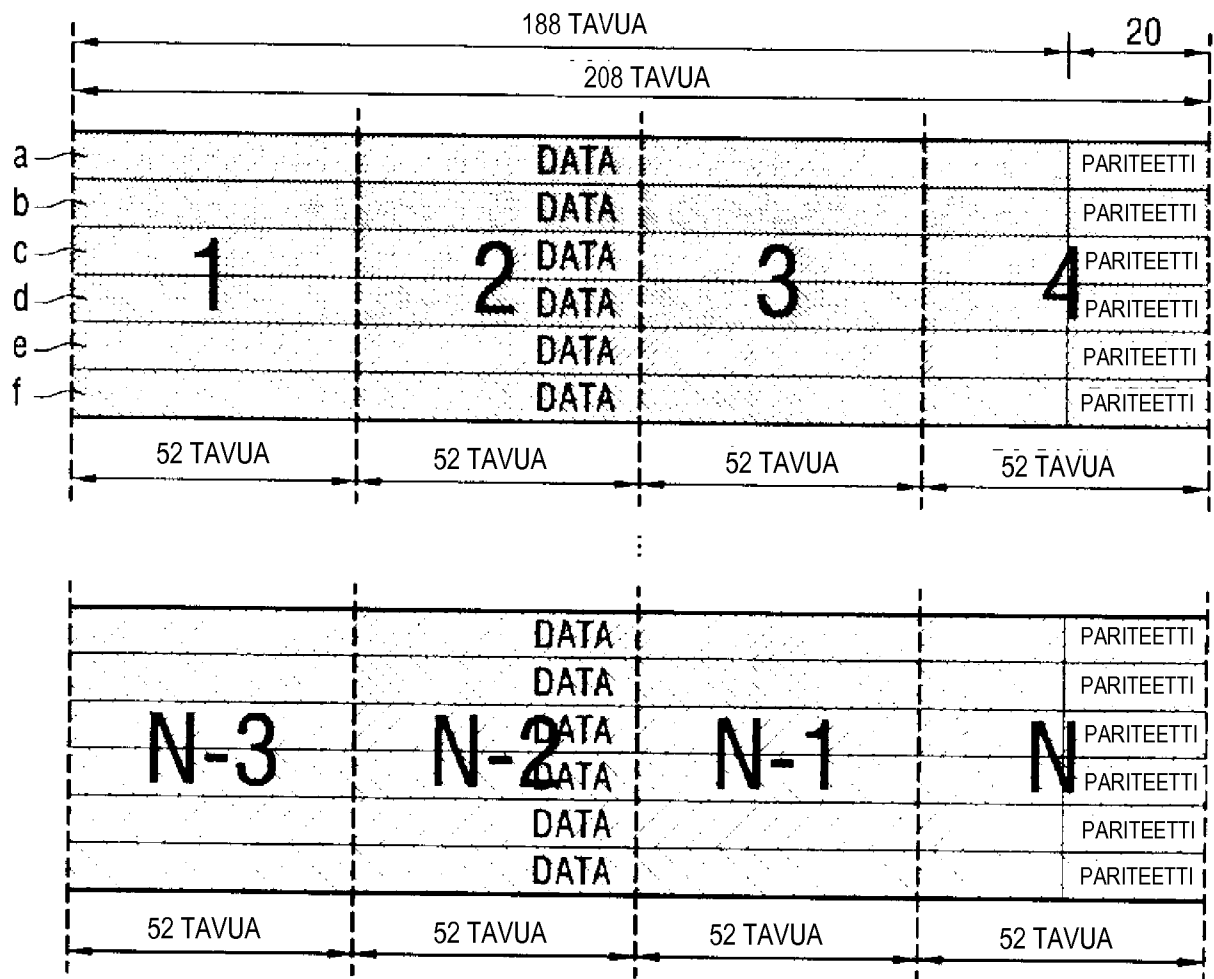 188 TAVUA 20
208 TAVUA
a DATA PARITEETTI
b DATA PARITEETTI
c DATA PARITEETTI
1 2 3 4
d DATA PARITEETTI
e DATA PARITEETTI
f DATA PARITEETTI
52 TAVUA 52 TAVUA 52 TAVUA 52 TAVUA
DATA PARITEETTI
DATA PARITEETTI
DATA PARITEETTI
N-3 N-2 N-1 N
DATA PARITEETTI
DATA PARITEETTI
DATA PARITEETTI
52 TAVUA 52 TAVUA 52 TAVUA 52 TAVUA